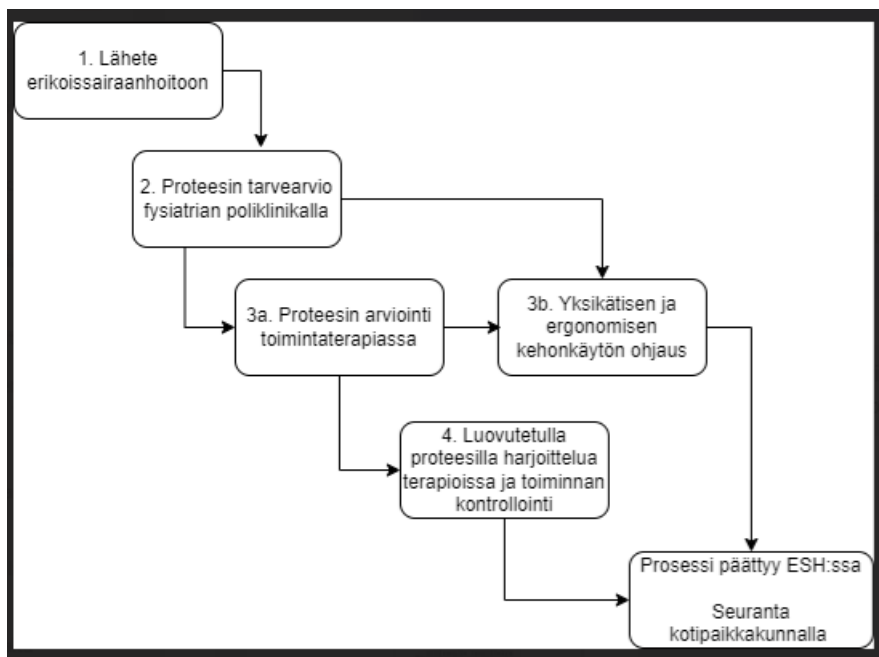 1. Lähete
erikoissairaanhoitoon
2. Proteesin tarvearvio
fysiatrian poliklinikalla
3a. Proteesin arviointi
toimintaterapiassa
3b. Yksikätisen ja
ergonomisen
kehonkäytön ohjaus
4. Luovutetulla
proteesilla harjoittelua
terapioissa ja toiminnan
kontrollointi
Prosessi päättyy ESH:ssa
Seuranta
kotipaikkakunnalla